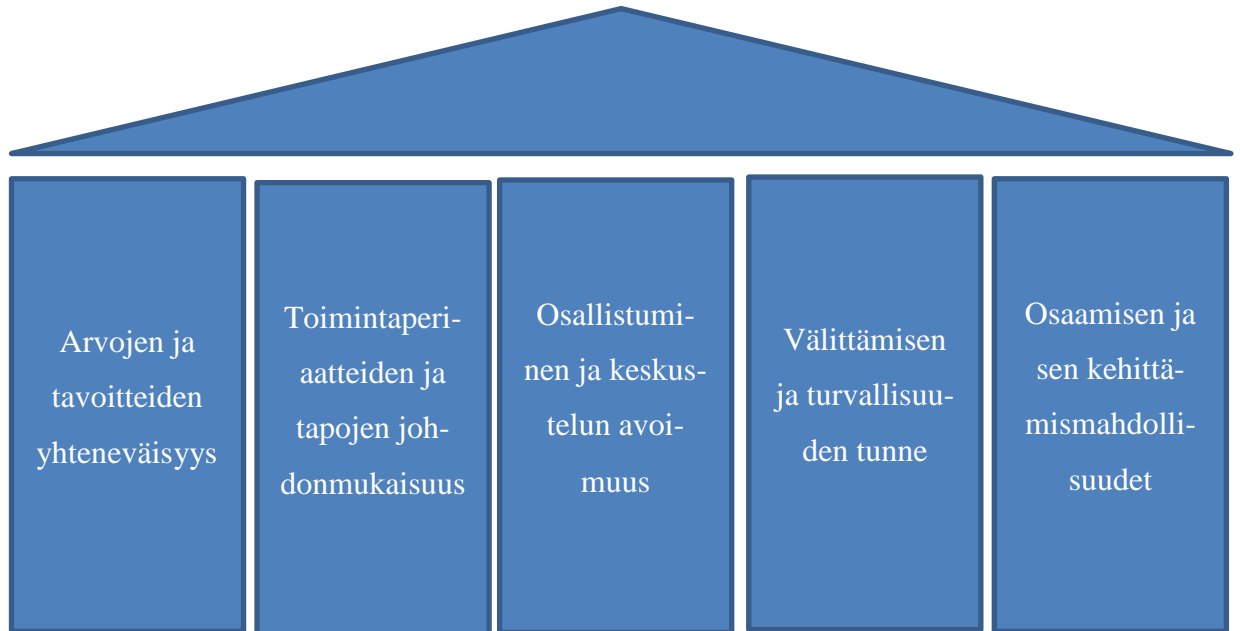 Arvojen ja
tavoitteiden
yhteneväisyys
Toimintaperi-
aatteiden ja
tapojen joh-
donmukaisuus
Osallistumi-
nen ja keskus-
telun avoi-
muus
Välittämisen
ja turvallisuu-
den tunne
Osaamisen ja
sen kehittä-
mismahdolli-
suudet